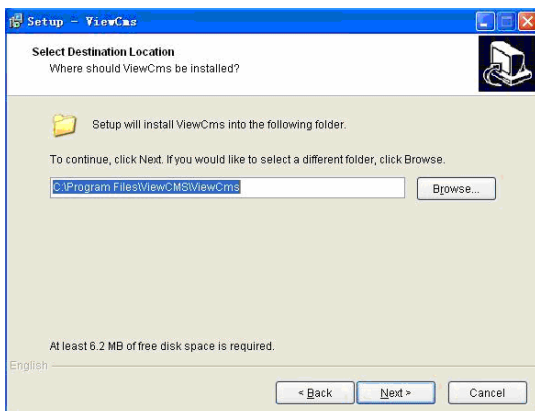 Setup - ViewCms
Select Destination Location
Where should ViewCms be installed?
Setup will install ViewCms into the following folder.
To continue, click Next. If you would like to select a different folder, click Browse.
C:\Program Files\ViewCMS\ViewCms
Browse...
At least 6.2 MB of free disk space is required.
English
< Back
Next >
Cancel